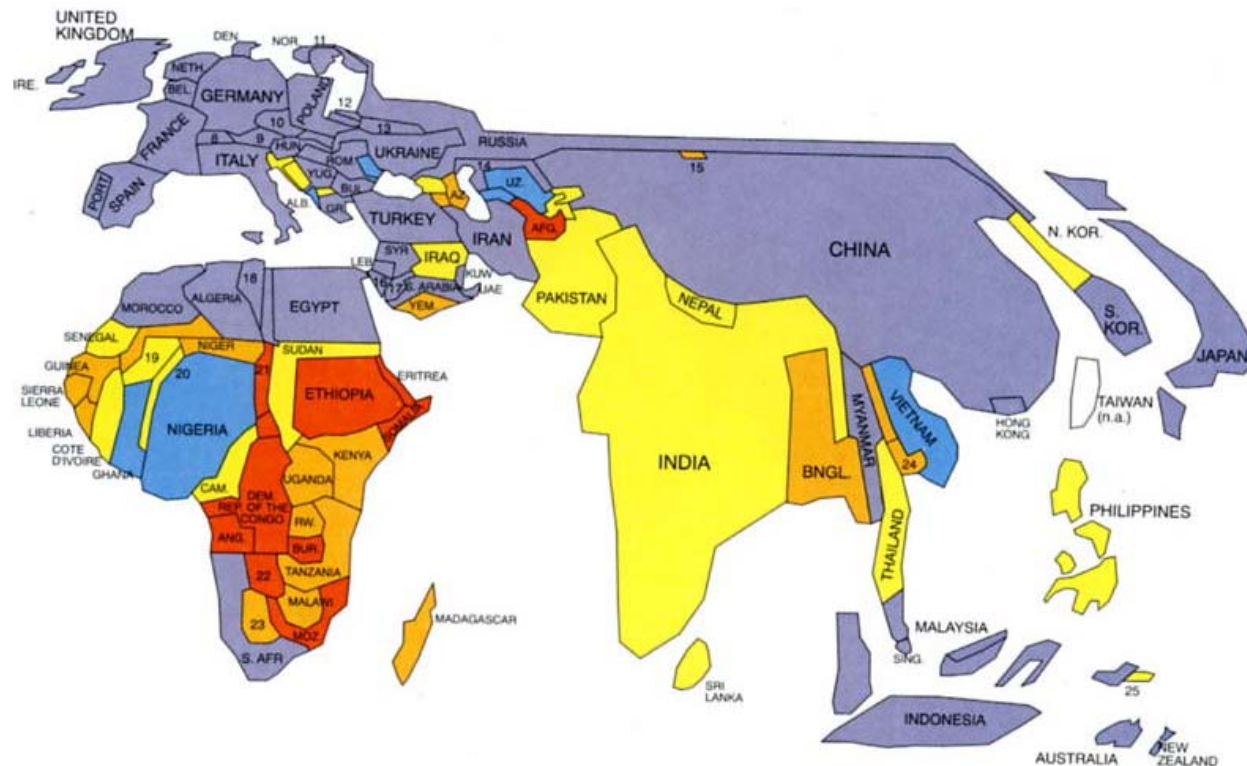 UNITED
KINGDOM
DEN.
NOR.
11
IRE.
NETH.
BEL.
GERMANY
POLAND
12
FRANCE
10
13
8
9
HUN.
ITALY
ROM.
UKRAINE
RUSSIA
YUG.
BUL.
PORT.
SPAIN
ALB.
GR.
AZ.
14
UZ.
15
TURKEY
IRAN
AFG.
CHINA
N. KOR.
SYR.
LEB.
IRAQ
KUW
UAE
16
17
S. ARABIA
YEM.
PAKISTAN
NEPAL
S.
KOR.
JAPAN
MOROCCO
ALGERIA
18
EGYPT
SENEGAL
NIGER
SUDAN
GUINEA
19
20
21
ERITREA
SIERRA
LEONE
ETHIOPIA
SOMALIA
LIBERIA
NIGERIA
COTE
D'IVOIRE
GHANA
KENYA
CAM.
UGANDA
DEM.
REP. OF THE
CONGO
RW.
ANG.
BUR.
22
TANZANIA
MALAWI
23
MOZ.
S. AFR
MADAGASCAR
INDIA
BNGL.
MYANMAR
VIETNAM
24
THAILAND
HONG
KONG
TAIWAN
(n.a.)
PHILIPPINES
SRI
LANKA
MALAYSIA
SING.
25
INDONESIA
AUSTRALIA
NEW
ZEALAND